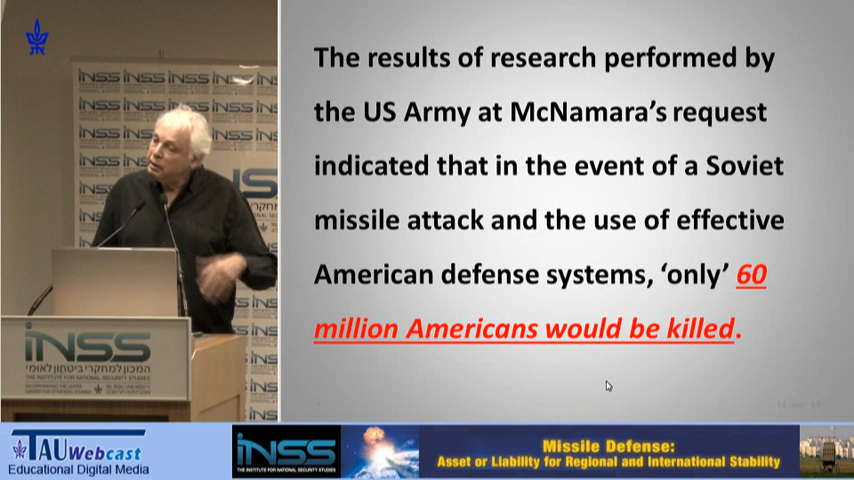 The results of research performed by
the US Army at McNamara's request
indicated that in the event of a Soviet
missile attack and the use of effective
American defense systems, ‘only’ 60
million Americans would be killed.
iNSS iNSS iNSS iNSS
iNSS
המכון למחקרי ביטחון לאומי
THE INSTITUTE FOR NATIONAL SECURITY STUDIES
TAU Webcast
Educational Digital Media
iNSS
THE INSTITUTE FOR NATIONAL SECURITY STUDIES
Missile Defense:
Asset or Liability for Regional and International Stability